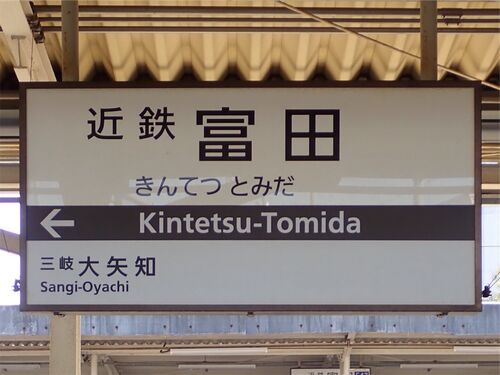 近鉄 富田
きんてつ とみだ
← Kintetsu-Tomida
三岐 大矢知
Sangi-Oyachi